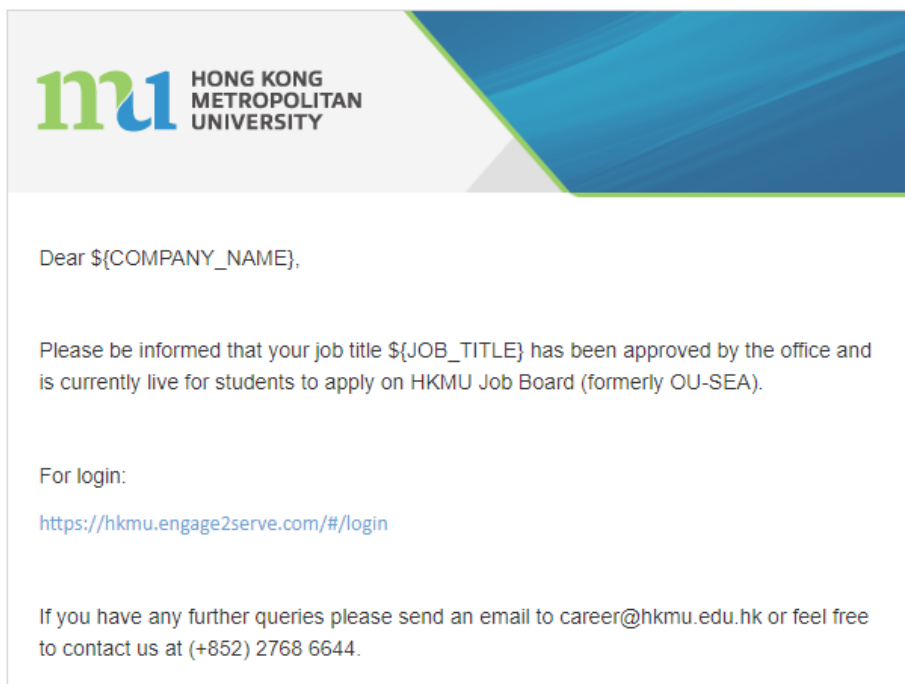 mu
HONG KONG
METROPOLITAN
UNIVERSITY
Dear ${COMPANY_NAME},
Please be informed that your job title ${JOB_TITLE} has been approved by the office and
is currently live for students to apply on HKMU Job Board (formerly OU-SEA).
For login:
https://hkmu.engage2serve.com/#/login
If you have any further queries please send an email to career@hkmu.edu.hk or feel free
to contact us at (+852) 2768 6644.